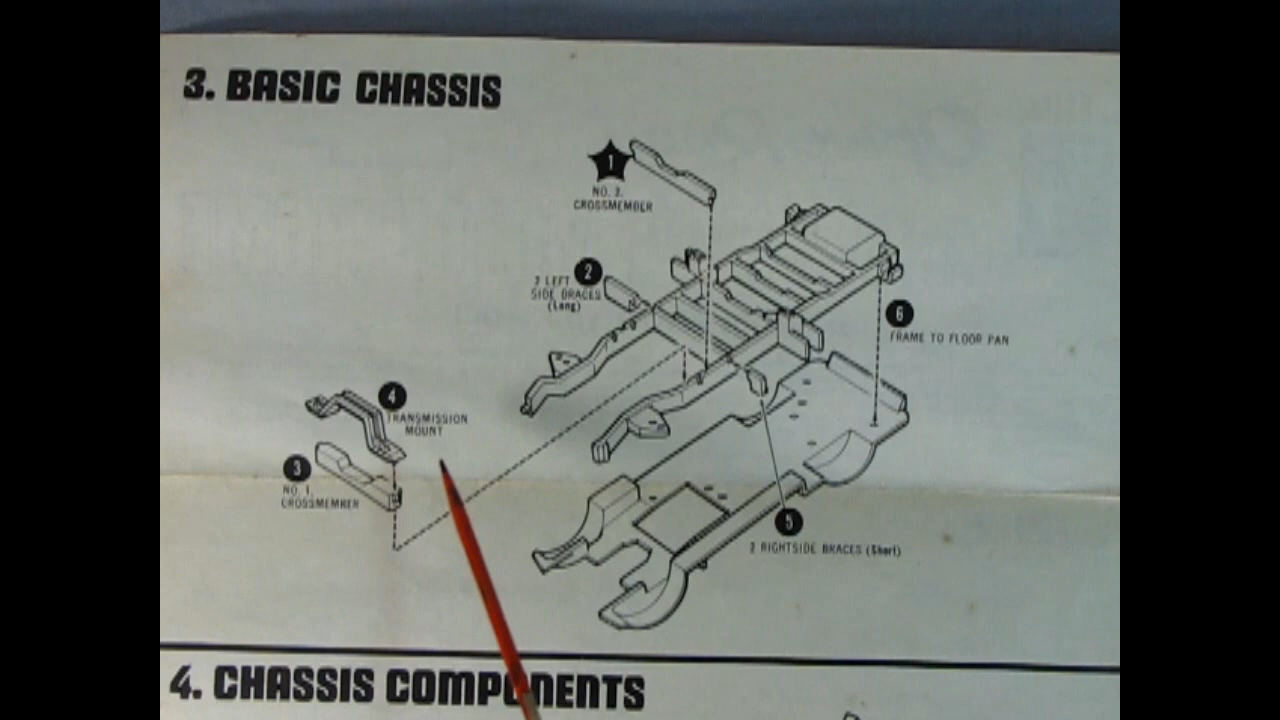 3. BASIC CHASSIS
1
NO. 2.
CROSSMEMBER
2
2 LEFT
SIDE BRACES
(Long)
6
FRAME TO FLOOR PAN
4
TRANSMISSION
MOUNT
3
NO. 1.
CROSSMEMBER
5
2 RIGHTSIDE BRACES (Short)
4. CHASSIS COMPONENTS